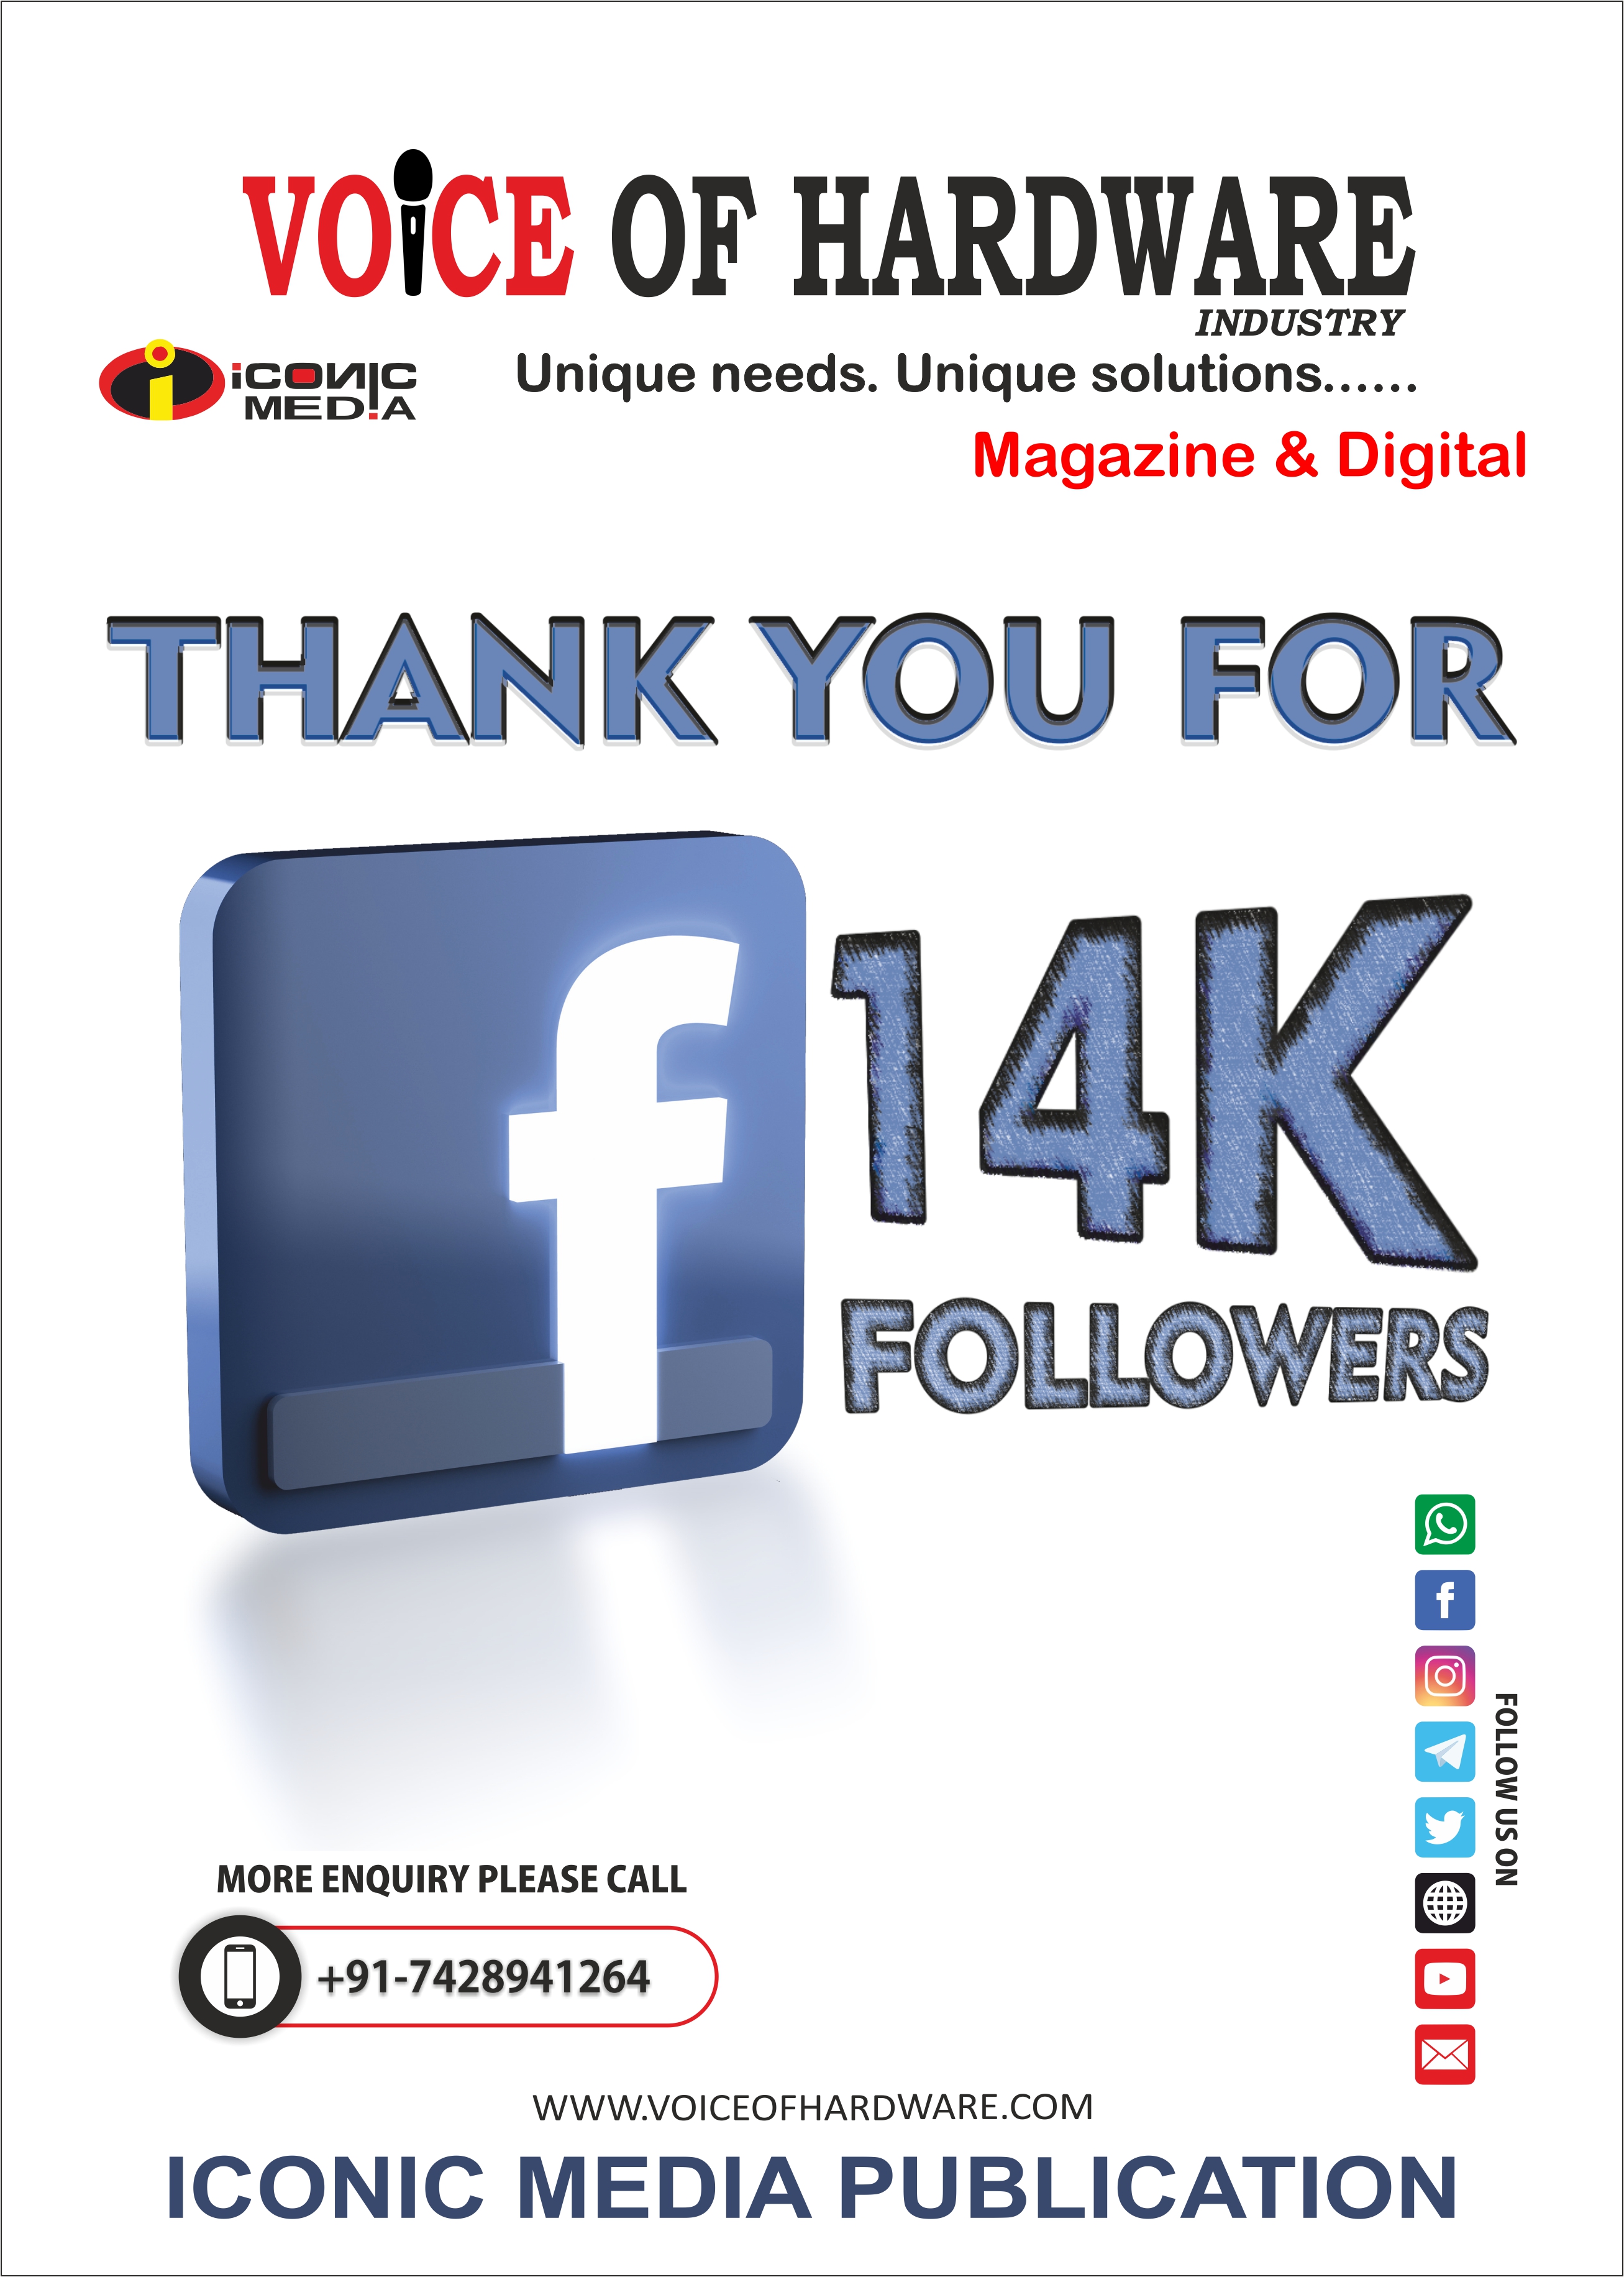 VOICE OF HARDWARE
INDUSTRY
iCONIC
MEDiA
Unique needs. Unique solutions......
Magazine & Digital
THANK YOU FOR
f
14K
FOLLOWERS
FOLLOW US ON
MORE ENQUIRY PLEASE CALL
+91-7428941264
WWW.VOICEOFHARDWARE.COM
ICONIC MEDIA PUBLICATION